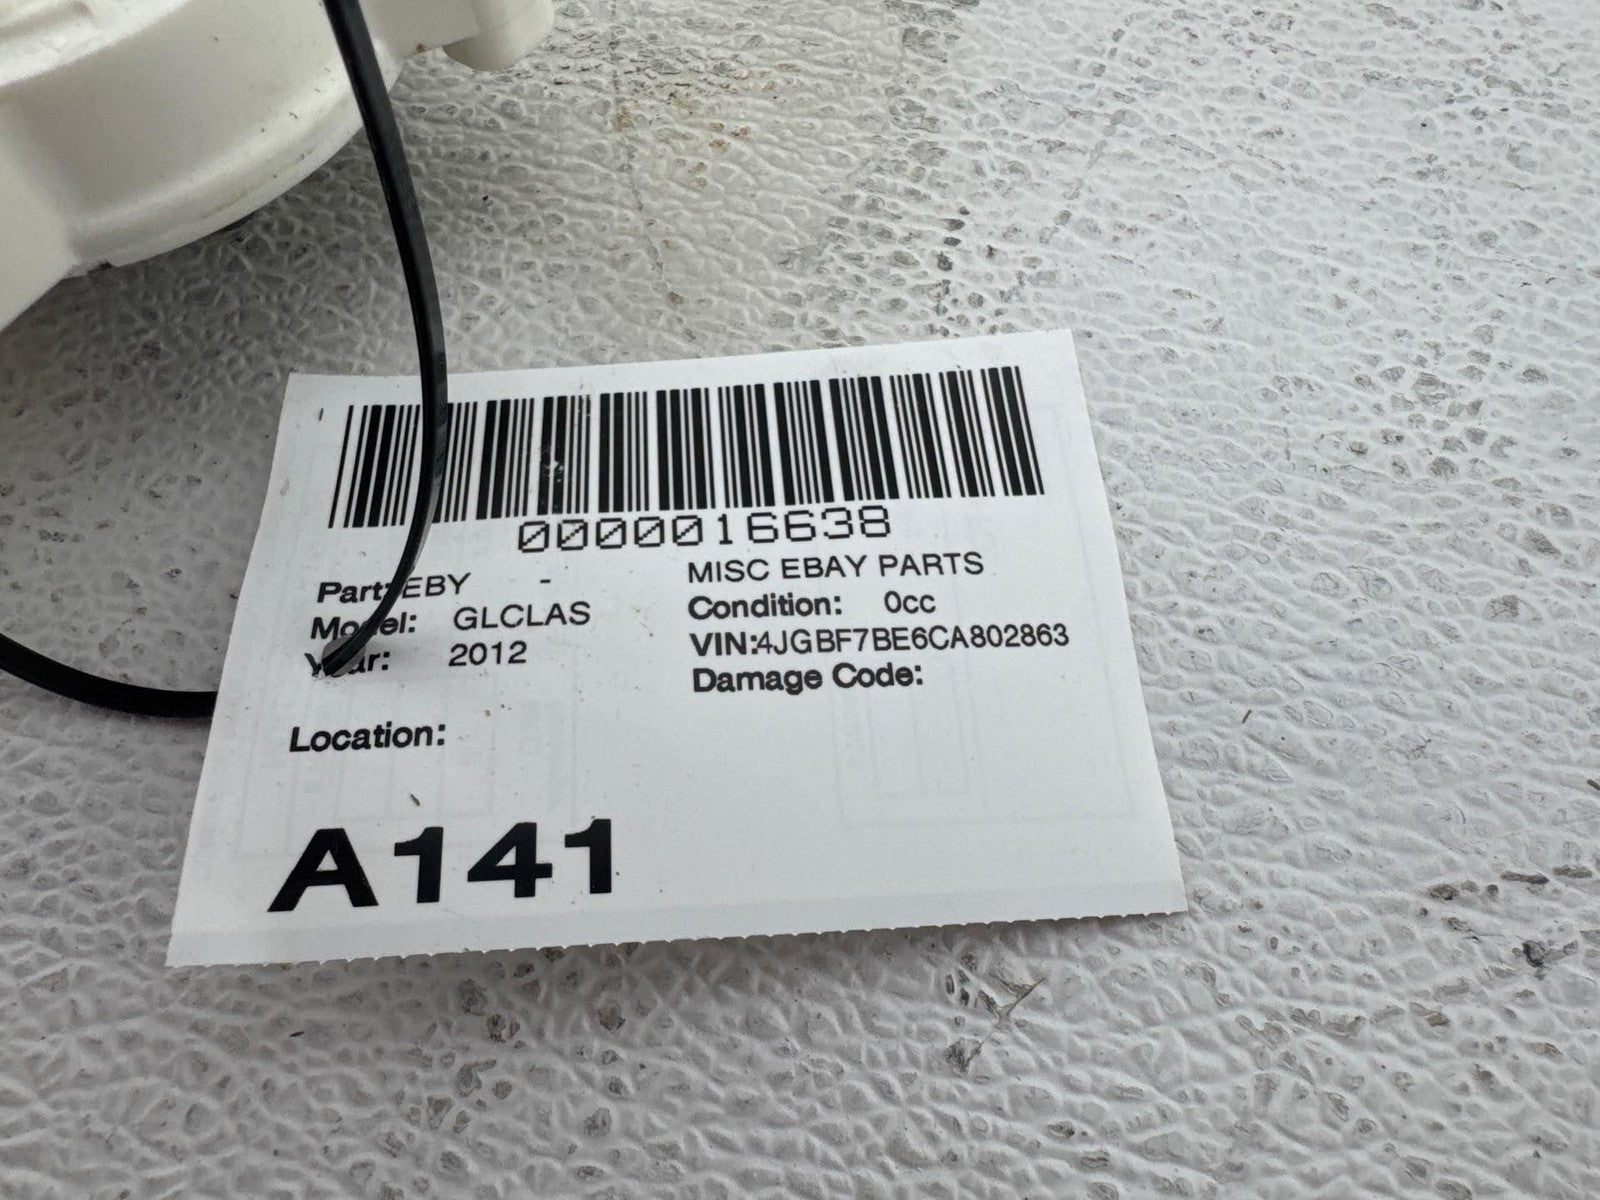 0000016638
Part: EBY - MISC EBAY PARTS
Model: GLCLAS Condition: 0cc
Year: 2012 VIN:4JGBF7BE6CA802863
Damage Code:
Location:
A141